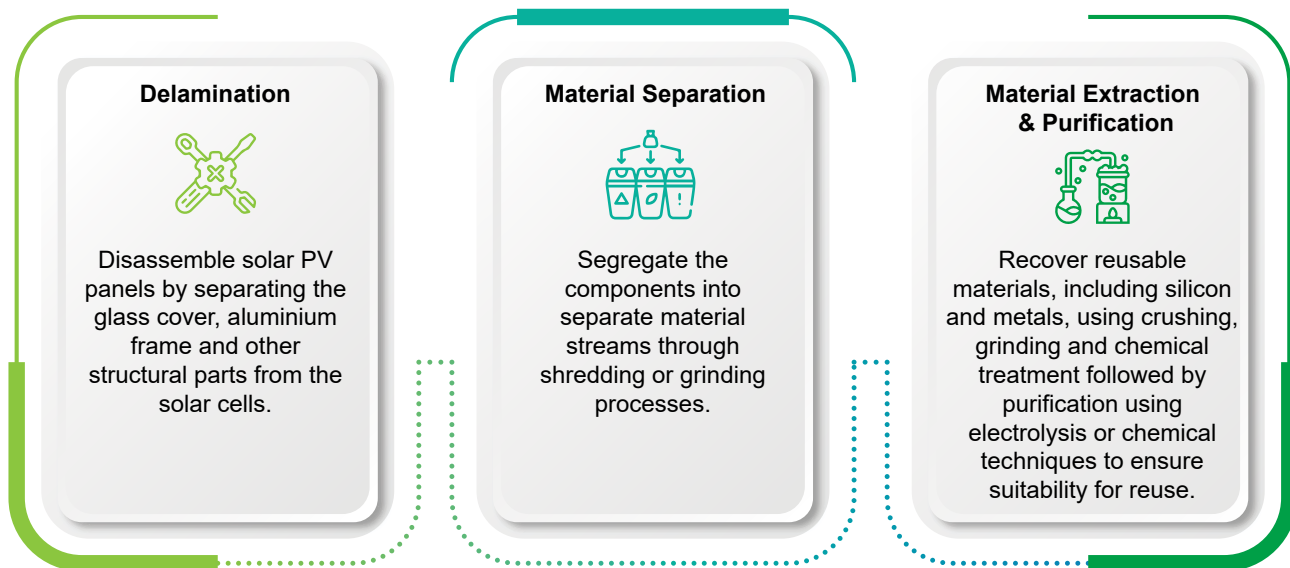 Delamination
Disassemble solar PV
panels by separating the
glass cover, aluminium
frame and other
structural parts from the
solar cells.
Material Separation
Segregate the
components into
separate material
streams through
shredding or grinding
processes.
Material Extraction
& Purification
Recover reusable
materials, including silicon
and metals, using crushing,
grinding and chemical
treatment followed by
purification using
electrolysis or chemical
techniques to ensure
suitability for reuse.